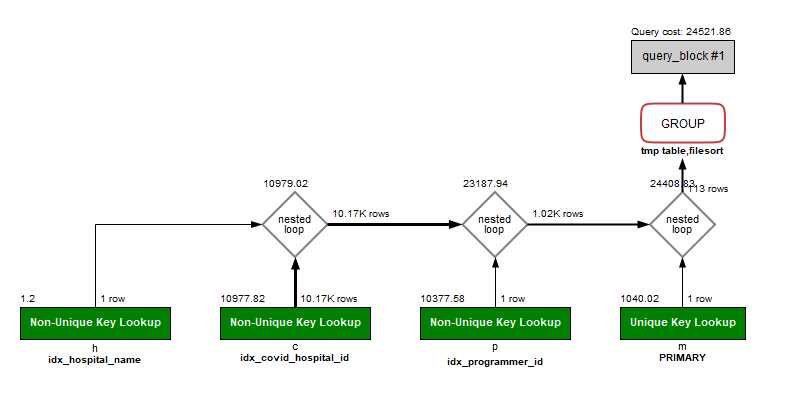 Query cost: 24521.86
query_block #1
GROUP
tmp table,filesort
10979.02
23187.94
24408.83
113 rows
nested
loop
10.17K rows
nested
loop
1.02K rows
nested
loop
1.2
1 row
10977.82
10.17K rows
10377.58
1 row
1040.02
1 row
Non-Unique Key Lookup
Non-Unique Key Lookup
Non-Unique Key Lookup
Unique Key Lookup
h
c
p
m
idx_hospital_name
idx_covid_hospital_id
idx_programmer_id
PRIMARY